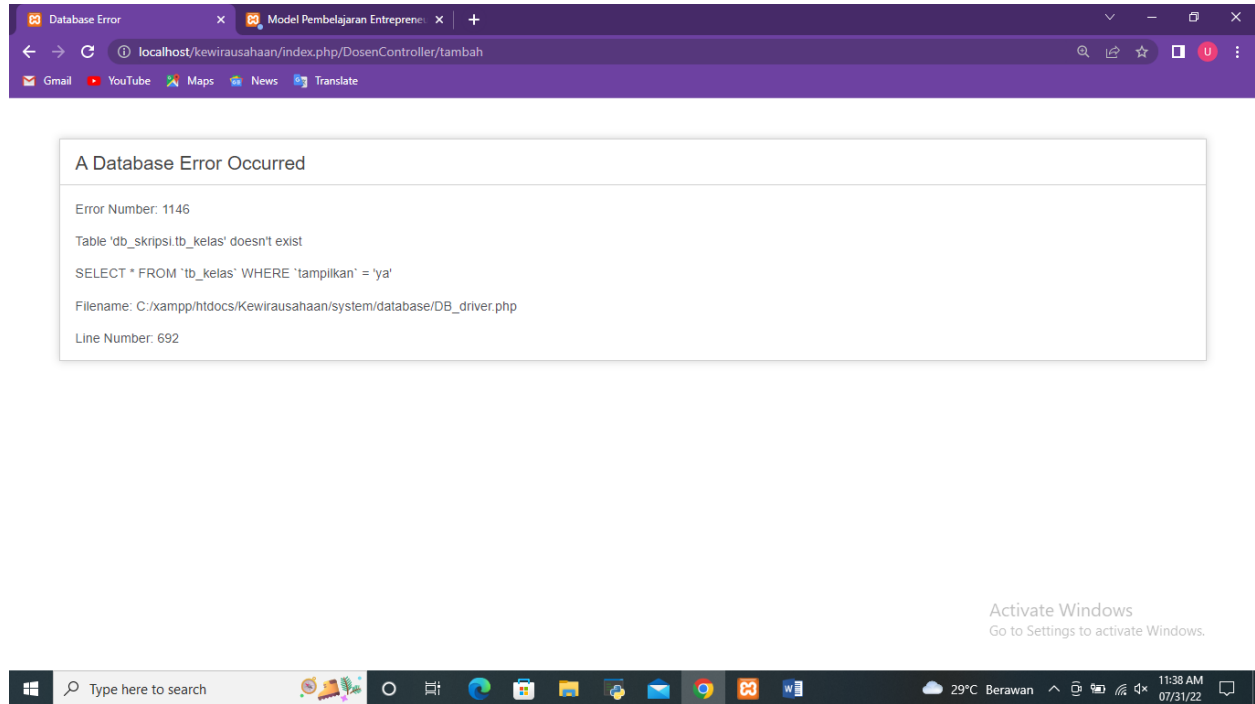 Database Error
Model Pembelajaran Entrepreneu
localhost/kewirausahaan/index.php/DosenController/tambah
U
Gmail YouTube Maps News Translate
A Database Error Occurred
Error Number: 1146
Table 'db_skripsi.tb_kelas' doesn't exist
SELECT * FROM `tb_kelas` WHERE `tampilkan` = 'ya'
Filename: C:/xampp/htdocs/Kewirausahaan/system/database/DB_driver.php
Line Number: 692
Activate Windows
Go to Settings to activate Windows.
Type here to search
29°C Berawan
11:38 AM
07/31/22